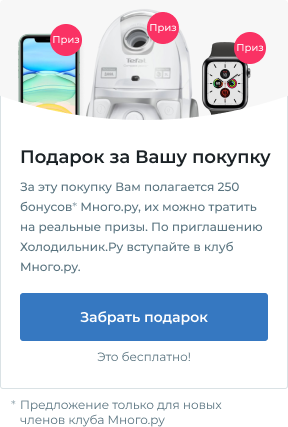 Приз
Приз
Приз
Tefal
Подарок за Вашу покупку
За эту покупку Вам полагается 250
бонусов* Много.ру, их можно тратить
на реальные призы. По приглашению
Холодильник.Ру вступайте в клуб
Много.ру.
Забрать подарок
Это бесплатно!
* Предложение только для новых
членов клуба Много.ру